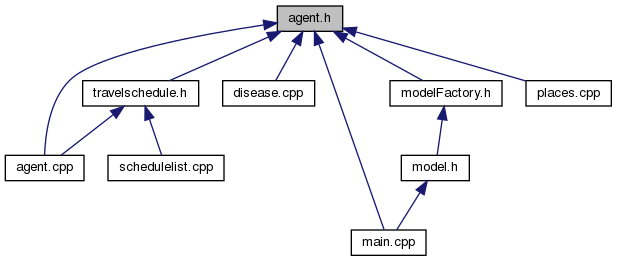 agent.h
travelschedule.h
disease.cpp
modelFactory.h
places.cpp
agent.cpp
schedulelist.cpp
model.h
main.cpp